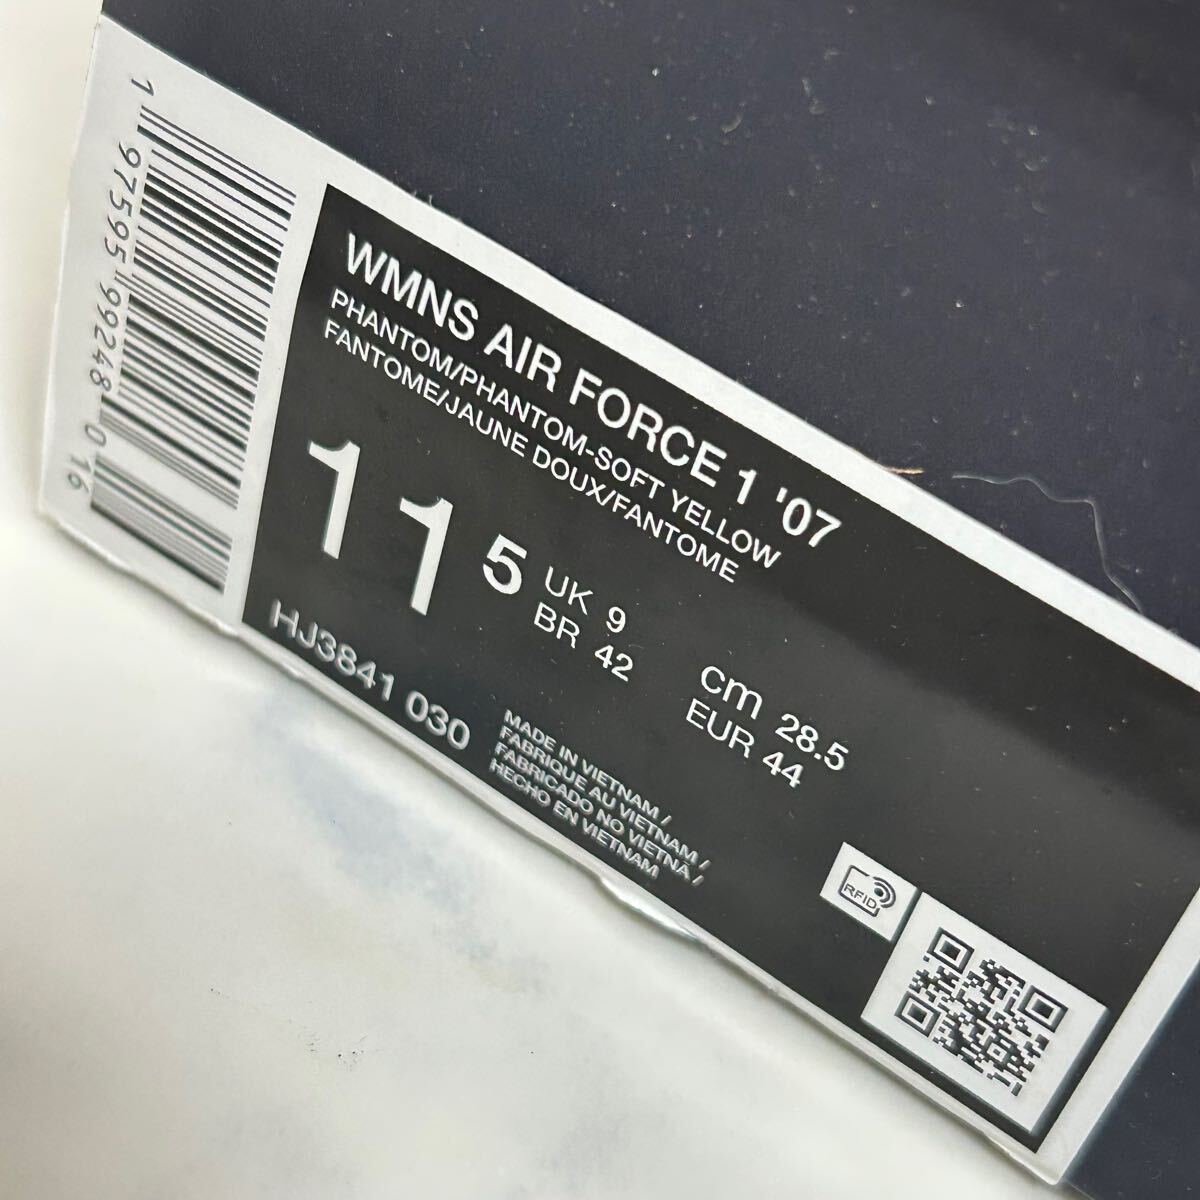 WMNS AIR FORCE 1 '07
PHANTOM/PHANTOM-SOFT YELLOW
FANTOME/JAUNE DOUX/FANTOME
11 5
UK 9
BR 42
cm 28.5
EUR 44
HJ3841 030
MADE IN VIETNAM /
FABRIQUE AU VIETNAM /
FABRICADO NO VIETNÃ /
HECHO EN VIETNAM
RFID
1 97595 99248 0 16